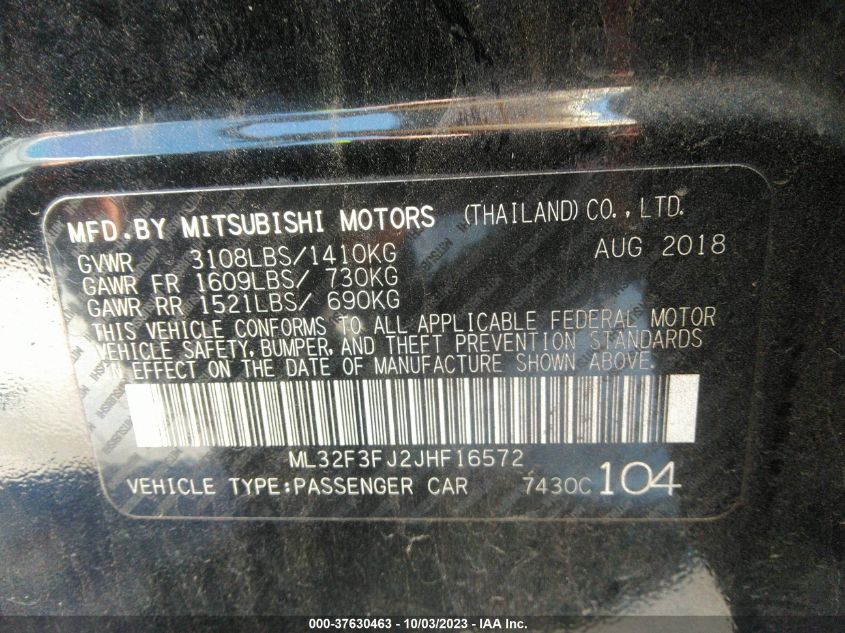 MFD.BY MITSUBISHI MOTORS (THAILAND) CO., LTD.
GVWR 3108LBS/1410KG AUG 2018
GAWR FR 1609LBS/ 730KG
GAWR RR 1521LBS/ 690KG
THIS VEHICLE CONFORMS TO ALL APPLICABLE FEDERAL MOTOR
VEHICLE SAFETY, BUMPER, AND THEFT PREVENTION STANDARDS
IN EFFECT ON THE DATE OF MANUFACTURE SHOWN ABOVE.
ML32F3FJ2JHF16572
VEHICLE TYPE:PASSENGER CAR 7430C 104
000-37630463 - 10/03/2023 - IAA Inc.